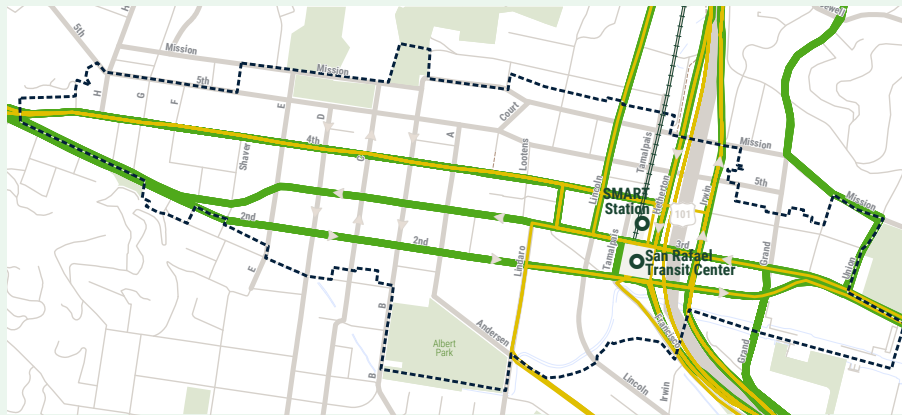 H
5th
Mission
5th
Mission
H
G
F
E
D
Court
A
4th
Shaver
Lootens
Tamalpais
Mission
5th
Lincoln
SMART
Station
Hetherton
Irwin
101
Mission
2nd
2nd
3rd
Tamalpais
San Rafael
Transit Center
Grand
Union
Lindaro
E
B
Andersen
Francisco
Albert
Park
Grand
B
Lincoln
Irwin